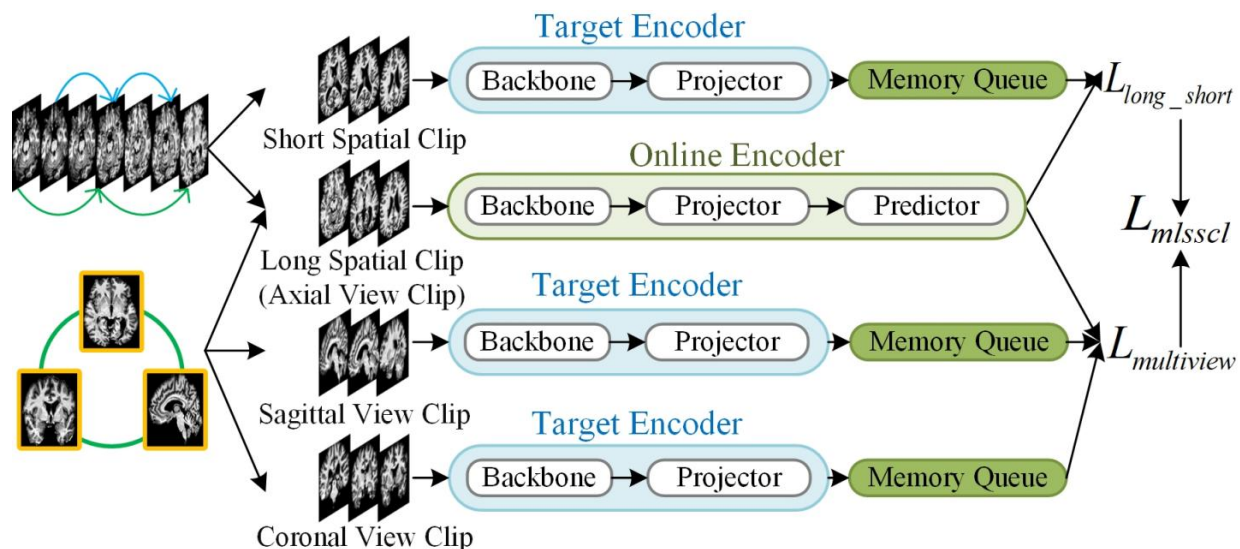 Target Encoder
Backbone
Projector
Memory Queue
L_long_short
Short Spatial Clip
Online Encoder
Backbone
Projector
Predictor
L_mlsscl
Long Spatial Clip
(Axial View Clip)
Target Encoder
Backbone
Projector
Memory Queue
L_multiview
Sagittal View Clip
Target Encoder
Backbone
Projector
Memory Queue
Coronal View Clip